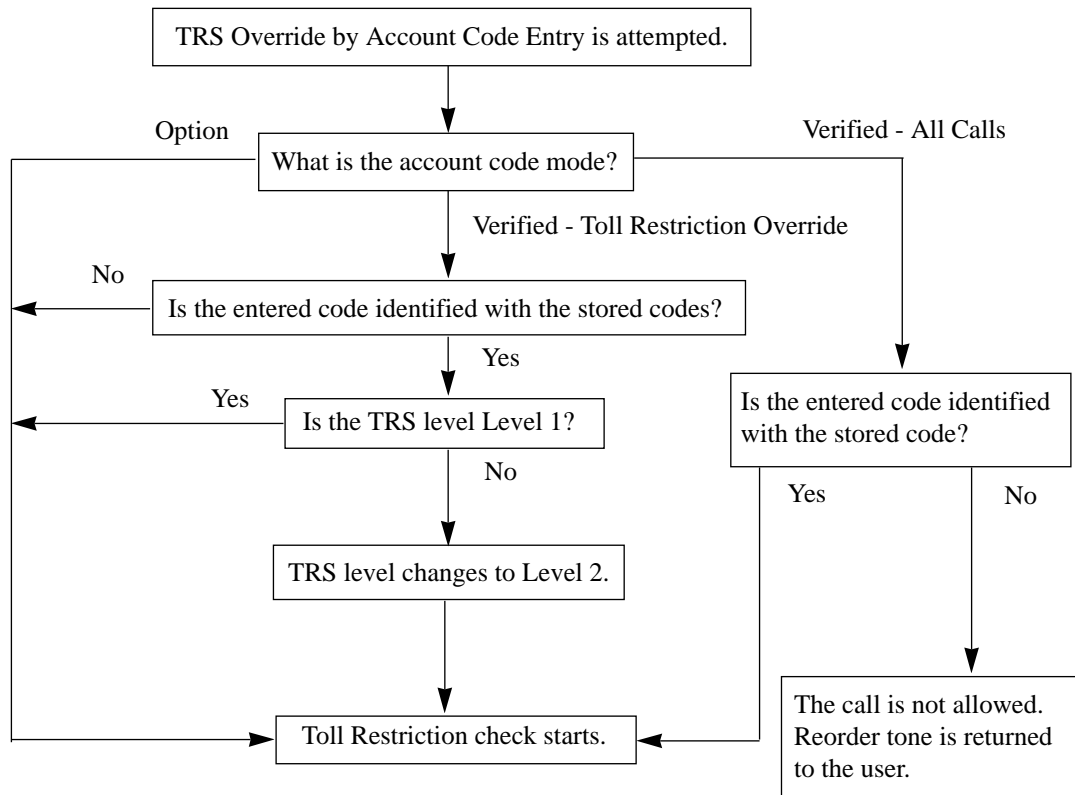 TRS Override by Account Code Entry is attempted.
Option
Verified - All Calls
What is the account code mode?
Verified - Toll Restriction Override
No
Is the entered code identified with the stored codes?
Yes
Yes
Is the TRS level Level 1?
Is the entered code identified
with the stored code?
No
Yes
No
TRS level changes to Level 2.
Toll Restriction check starts.
The call is not allowed.
Reorder tone is returned
to the user.